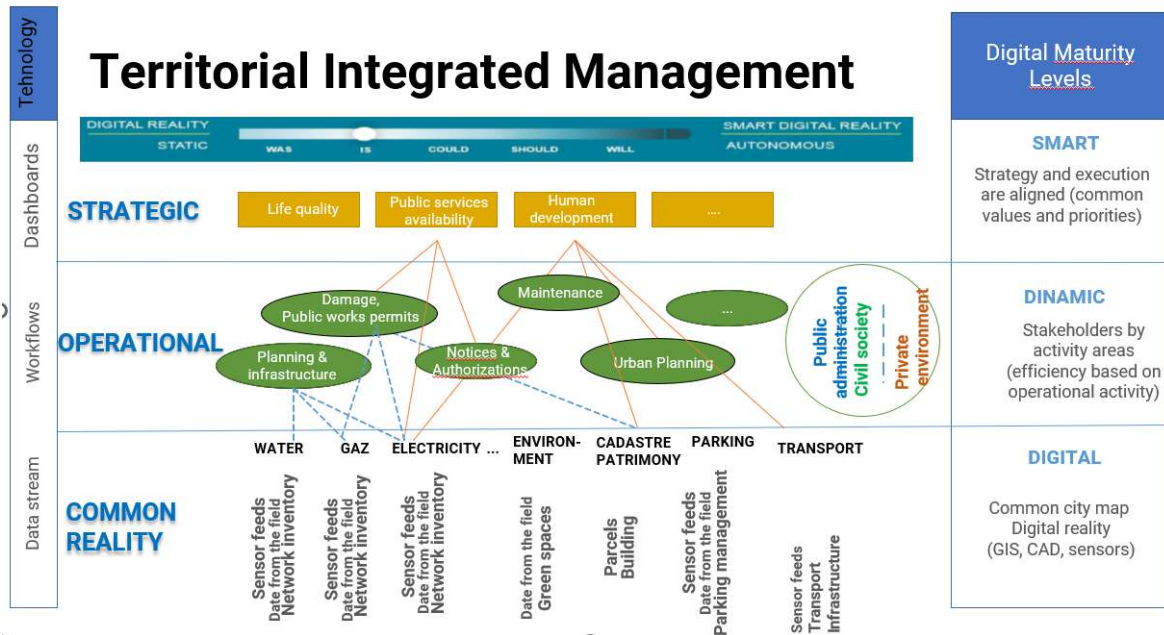 Tehnology
Territorial Integrated Management
Digital Maturity
Levels
DIGITAL REALITY
STATIC
WAS
IS
COULD
SHOULD
WILL
SMART DIGITAL REALITY
AUTONOMOUS
Dashboards
STRATEGIC
Life quality
Public services
availability
Human
development
....
SMART
Strategy and execution
are aligned (common
values and priorities)
Workflows
OPERATIONAL
Damage,
Public works permits
Maintenance
...
Planning &
infrastructure
Notices &
Authorizations
Urban Planning
Public
administration
Civil society
Private
environment
DINAMIC
Stakeholders by
activity areas
(efficiency based on
operational activity)
Data stream
COMMON
REALITY
WATER
GAZ
ELECTRICITY ...
ENVIRON-
MENT
CADASTRE
PATRIMONY
PARKING
TRANSPORT
Sensor feeds
Date from the field
Network inventory
Sensor feeds
Date from the field
Network inventory
Sensor feeds
Date from the field
Network inventory
Date from the field
Green spaces
Parcels
Building
Sensor feeds
Date from the field
Parking management
Sensor feeds
Transport
Infrastructure
DIGITAL
Common city map
Digital reality
(GIS, CAD, sensors)